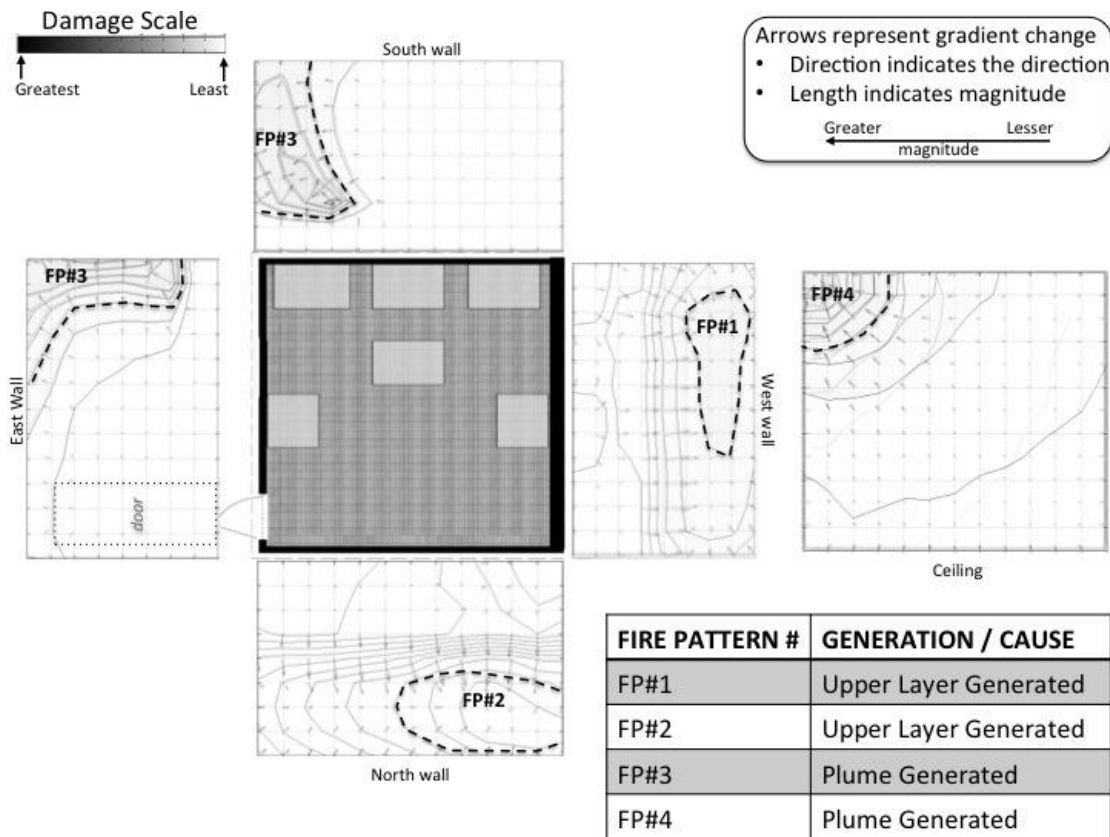 Damage Scale
Greatest
Least
South wall
Arrows represent gradient change
• Direction indicates the direction
• Length indicates magnitude
Greater
Lesser
magnitude
FP#3
FP#3
East Wall
door
FP#1
West wall
FP#4
Ceiling
FP#2
North wall
FIRE PATTERN # GENERATION / CAUSE
FP#1 Upper Layer Generated
FP#2 Upper Layer Generated
FP#3 Plume Generated
FP#4 Plume Generated